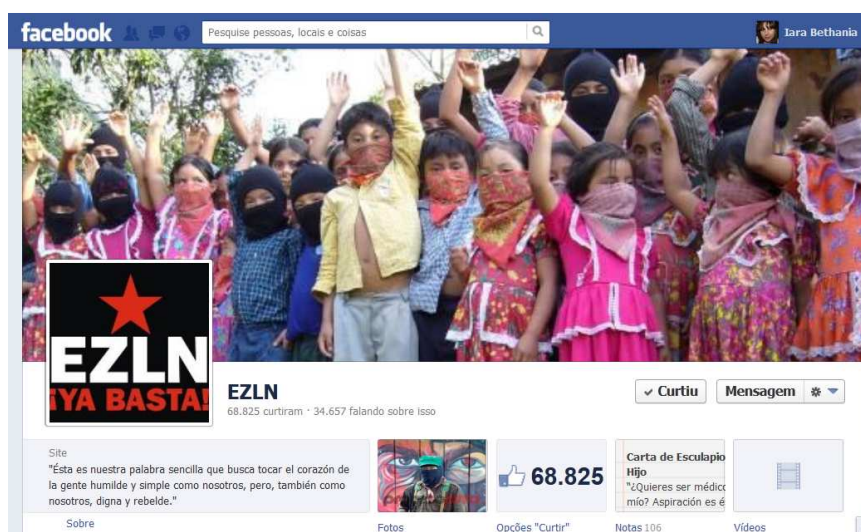 facebook
Pesquise pessoas, locais e coisas
Iara Bethania
EZLN
¡YA BASTA!
EZLN
68.825 curtiram · 34.657 falando sobre isso
Curtiu
Mensagem
Site
"Ésta es nuestra palabra sencilla que busca tocar el corazón de
la gente humilde y simple como nosotros, pero, también como
nosotros, digna y rebelde."
Sobre
Fotos
68.825
Opções "Curtir"
Carta de Esculapio
Hijo
"¿Quieres ser médico
mío? Aspiración es é
Notas 106
Vídeos